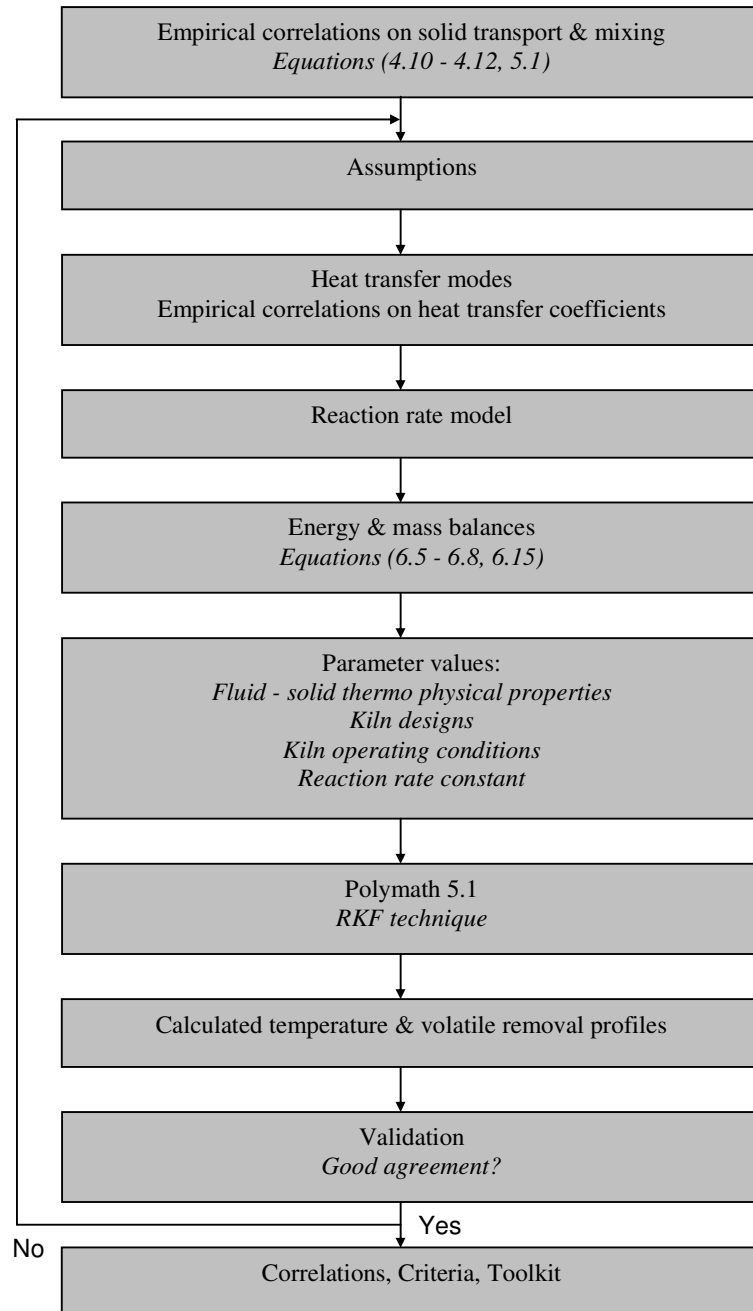 Empirical correlations on solid transport & mixing
Equations (4.10 - 4.12, 5.1)
Assumptions
Heat transfer modes
Empirical correlations on heat transfer coefficients
Reaction rate model
Energy & mass balances
Equations (6.5 - 6.8, 6.15)
Parameter values:
Fluid - solid thermo physical properties
Kiln designs
Kiln operating conditions
Reaction rate constant
Polymath 5.1
RKF technique
Calculated temperature & volatile removal profiles
Validation
Good agreement?
Yes
No
Correlations, Criteria, Toolkit